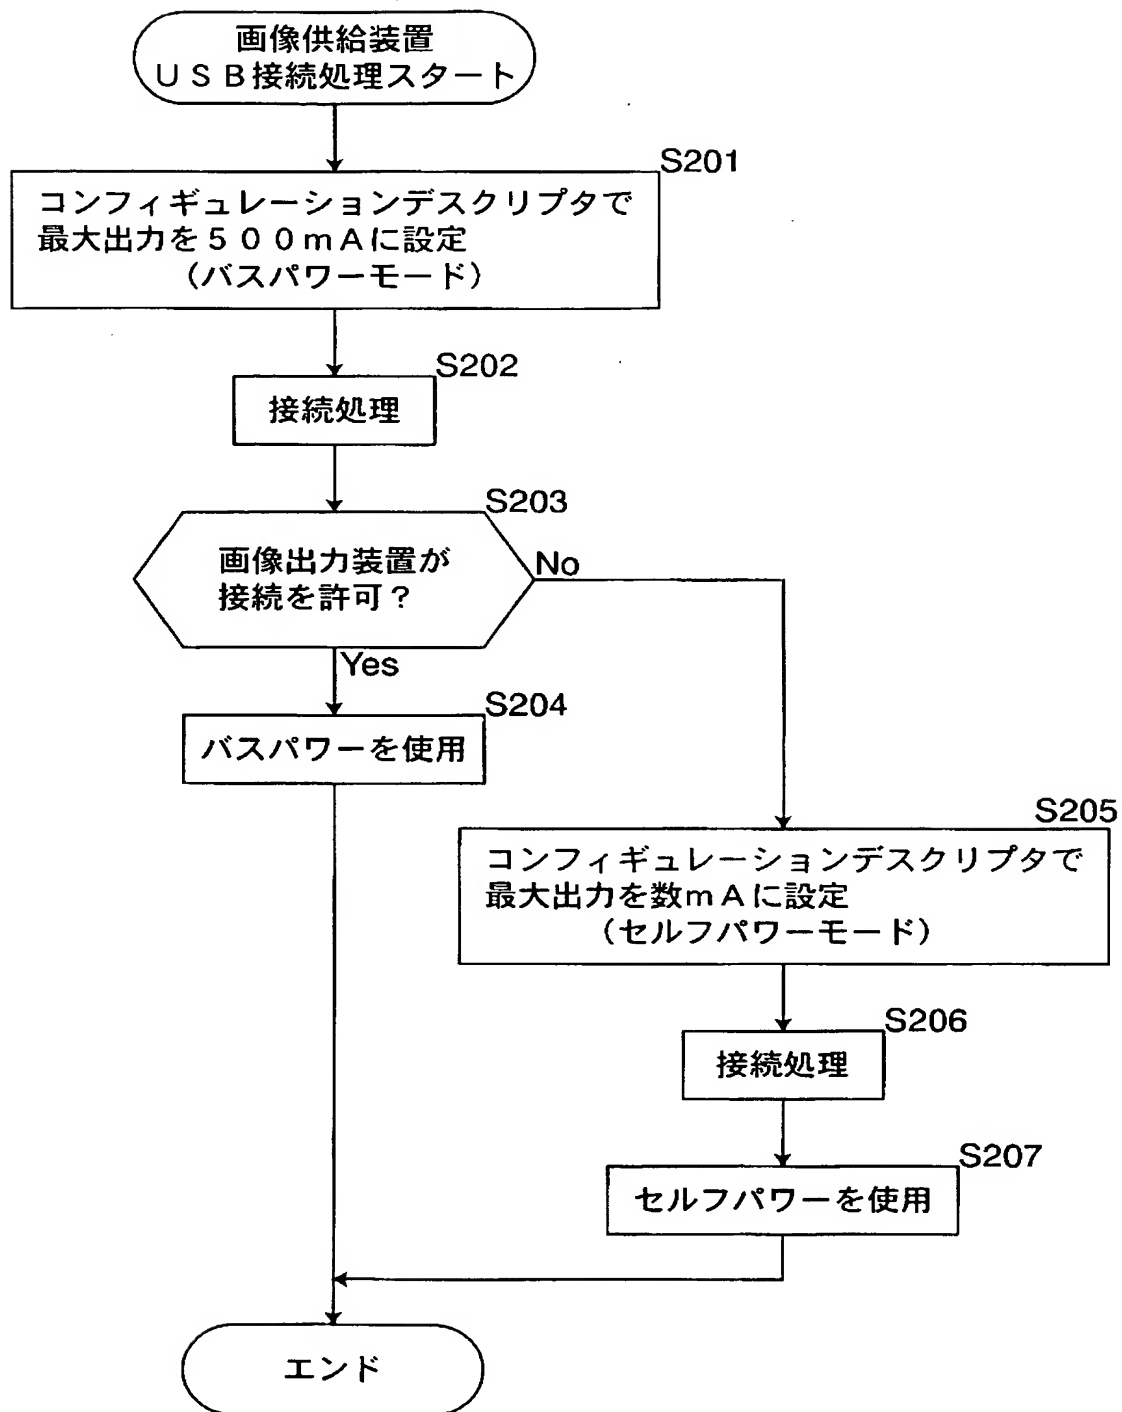 画像供給装置
ＵＳＢ接続処理スタート
S201
コンフィギュレーションデスクリプタで
最大出力を５００ｍＡに設定
（バスパワーモード）
S202
接続処理
S203
画像出力装置が
接続を許可？
No
Yes
S204
バスパワーを使用
S205
コンフィギュレーションデスクリプタで
最大出力を数ｍＡに設定
（セルフパワーモード）
S206
接続処理
S207
セルフパワーを使用
エンド